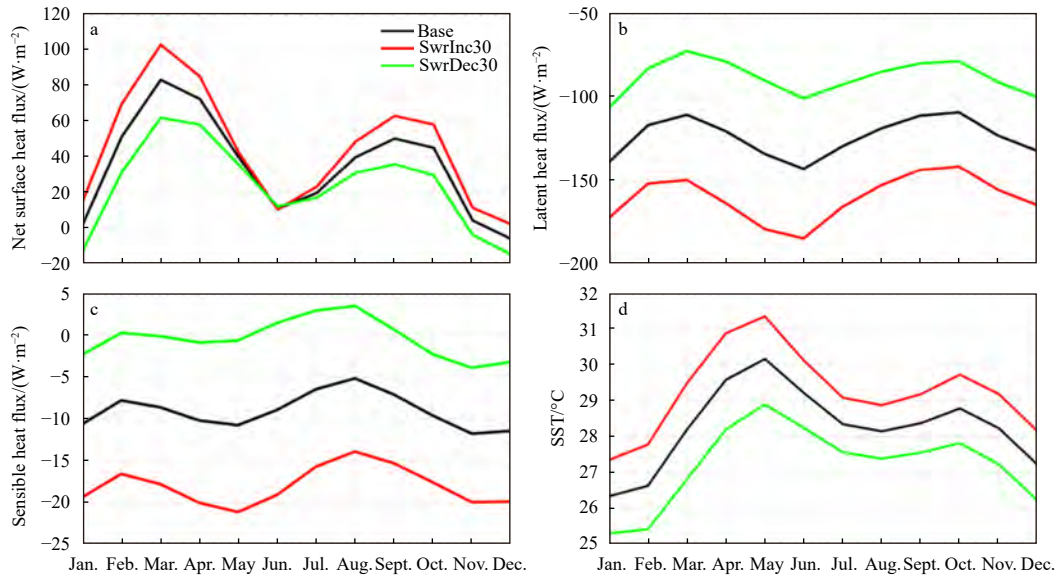 a
Base
SwrInc30
SwrDec30
Net surface heat flux/(W·m−2)
120
100
80
60
40
20
0
−20
b
Latent heat flux/(W·m−2)
−50
−100
−150
−200
c
Sensible heat flux/(W·m−2)
5
0
−5
−10
−15
−20
−25
Jan. Feb. Mar. Apr. May Jun. Jul. Aug. Sept. Oct. Nov. Dec.
d
SST/°C
32
31
30
29
28
27
26
25
Jan. Feb. Mar. Apr. May Jun. Jul. Aug. Sept. Oct. Nov. Dec.